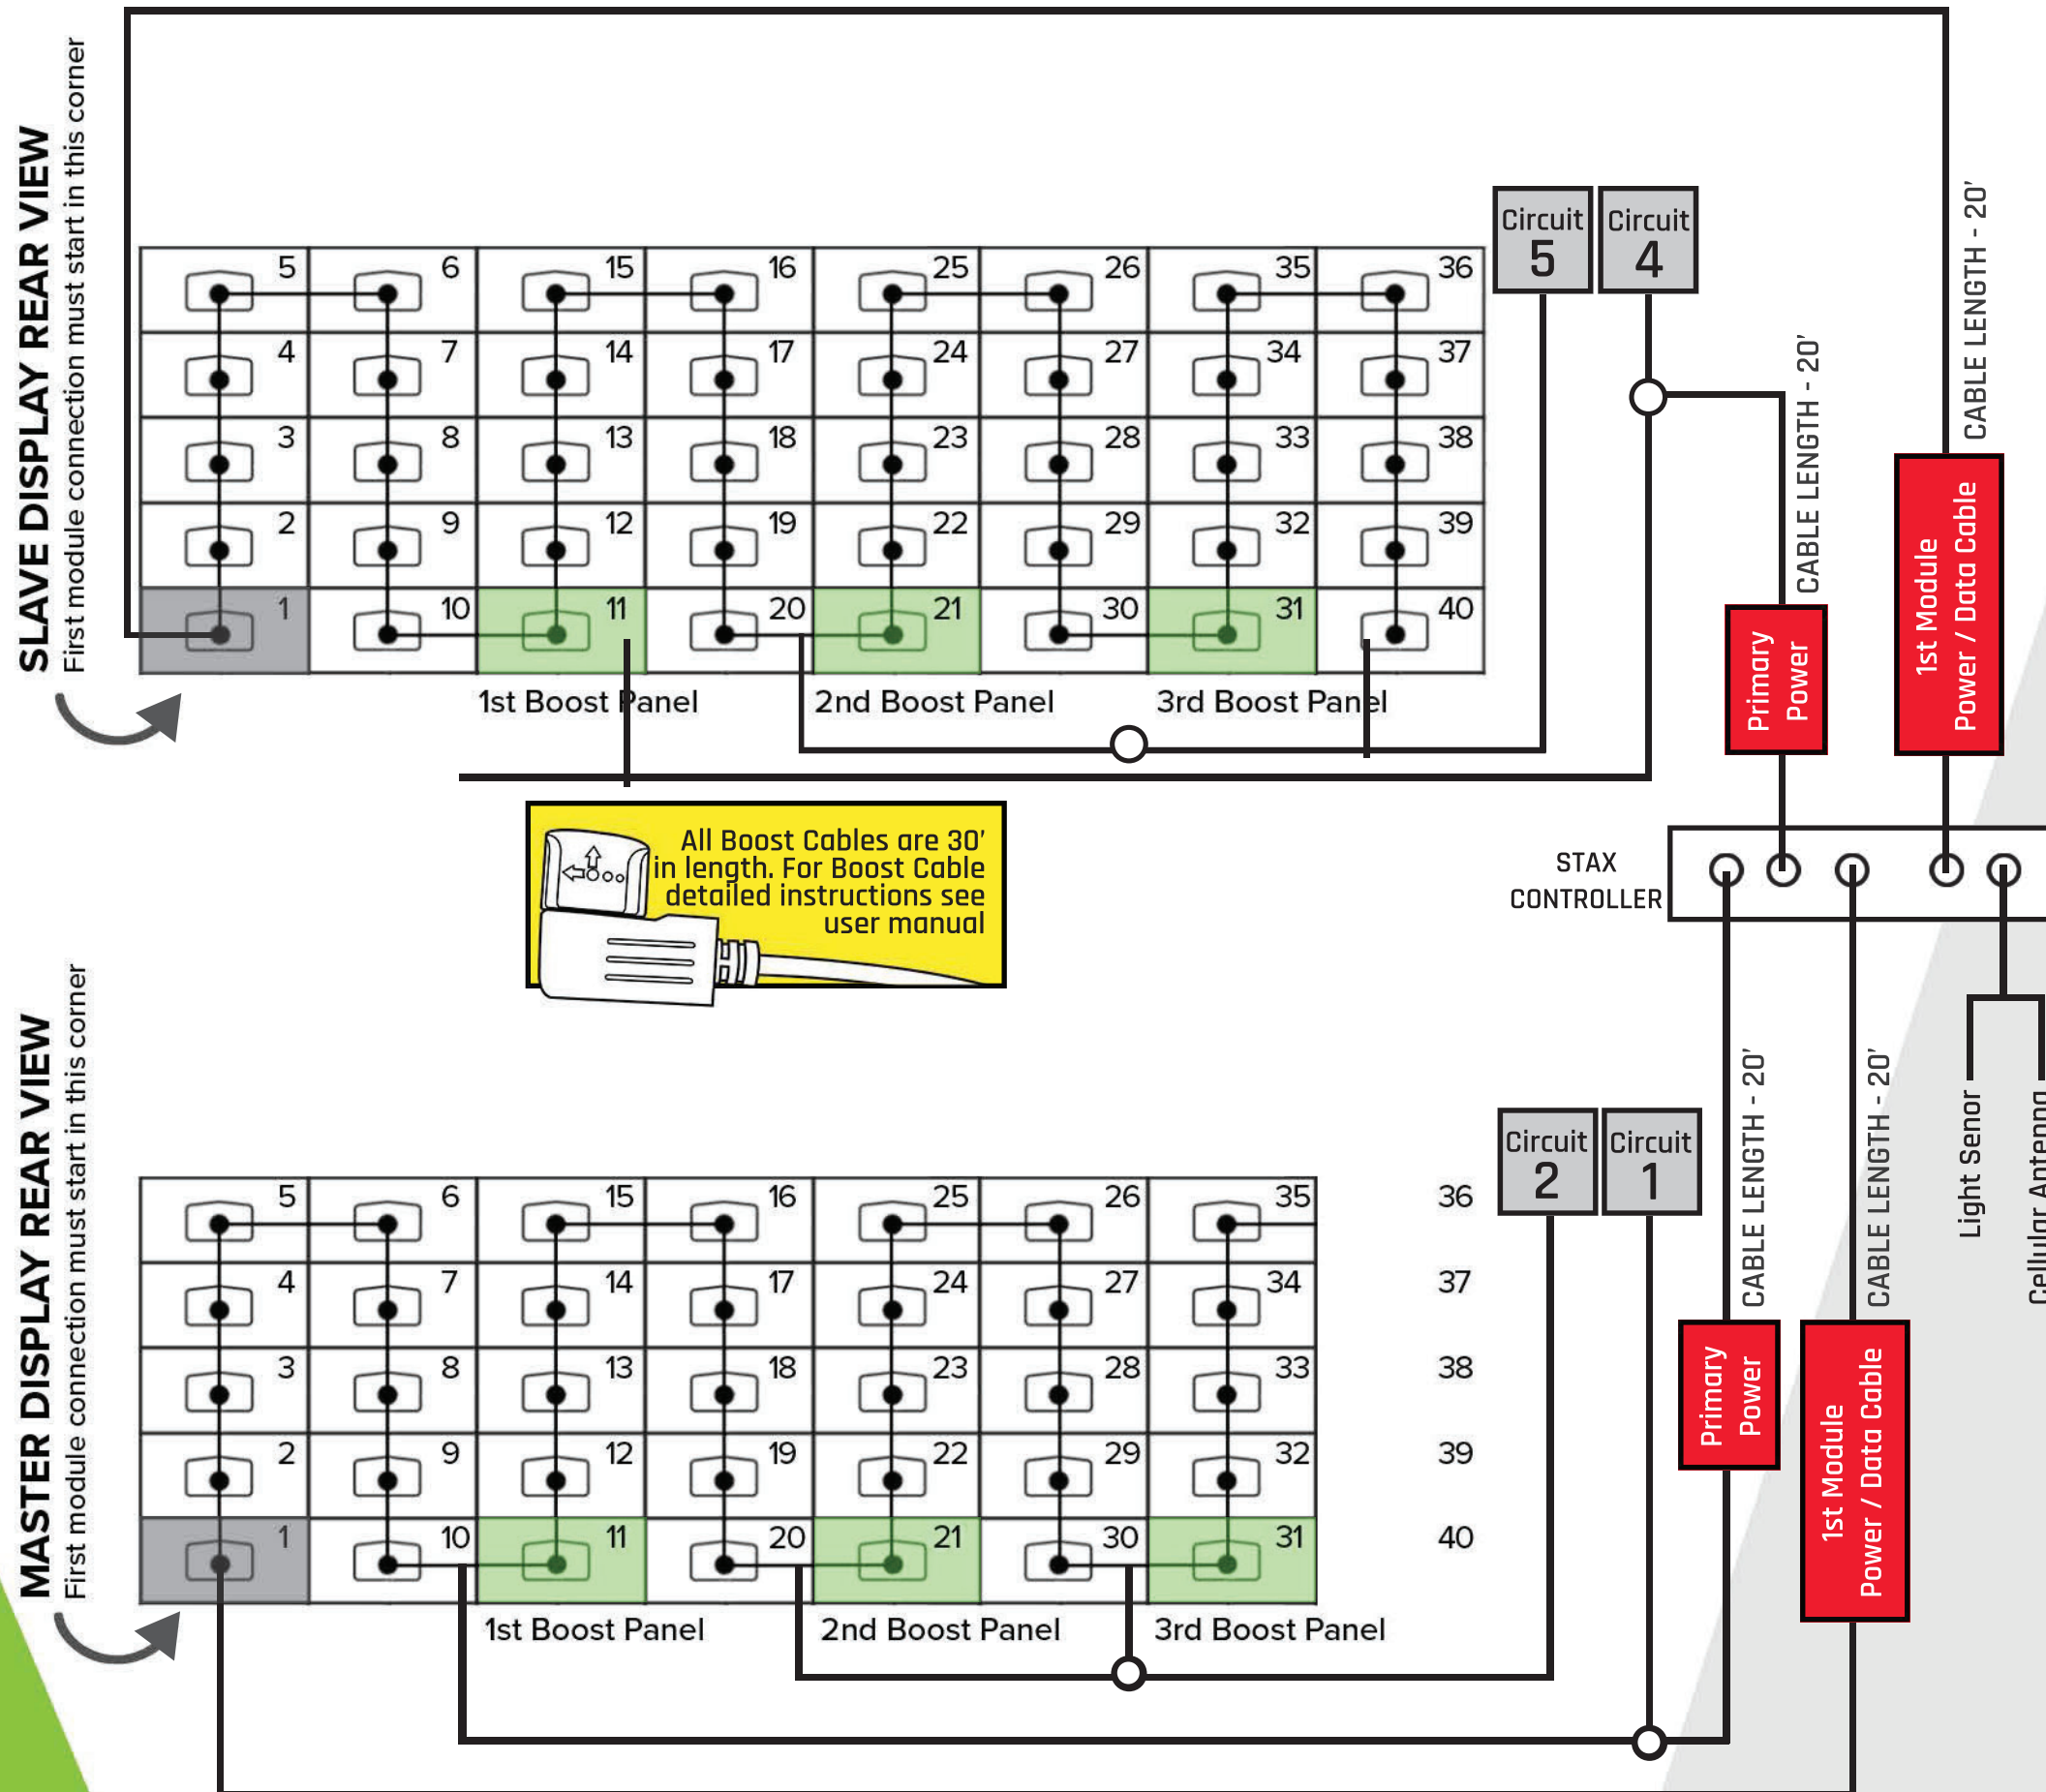 SLAVE DISPLAY REAR VIEW
First module connection must start in this corner
5 6 15 16 25 26 35 36
4 7 14 17 24 27 34 37
3 8 13 18 23 28 33 38
2 9 12 19 22 29 32 39
1 10 11 20 21 30 31 40
1st Boost Panel
2nd Boost Panel
3rd Boost Panel
Circuit
5
Circuit
4
CABLE LENGTH - 20'
Primary
Power
CABLE LENGTH - 20'
1st Module
Power / Data Cable
All Boost Cables are 30'
in length. For Boost Cable
detailed instructions see
user manual
STAX
CONTROLLER
MASTER DISPLAY REAR VIEW
First module connection must start in this corner
5 6 15 16 25 26 35 36
4 7 14 17 24 27 34 37
3 8 13 18 23 28 33 38
2 9 12 19 22 29 32 39
1 10 11 20 21 30 31 40
1st Boost Panel
2nd Boost Panel
3rd Boost Panel
Circuit
2
Circuit
1
CABLE LENGTH - 20'
Primary
Power
CABLE LENGTH - 20'
1st Module
Power / Data Cable
Light Senor
Cellular Antenna